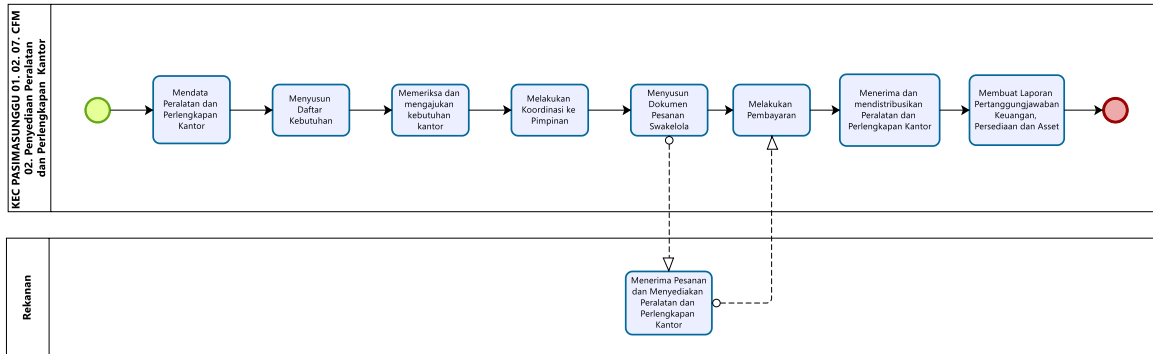 KEC PASIMASUNGGU 01. 02. 07. CFM
02. Penyediaan Peralatan
dan Perlengkapan Kantor
Mendata
Peralatan dan
Perlengkapan
Kantor
Menyusun
Daftar
Kebutuhan
Memeriksa dan
mengajukan
kebutuhan
kantor
Melakukan
Koordinasi ke
Pimpinan
Menyusun
Dokumen
Pesanan
Swakelola
Melakukan
Pembayaran
Menerima dan
mendistribusikan
Peralatan dan
Perlengkapan Kantor
Membuat Laporan
Pertanggungjawaban
Keuangan,
Persediaan dan Asset
Rekanan
Menerima Pesanan
dan Menyediakan
Peralatan dan
Perlengkapan
Kantor